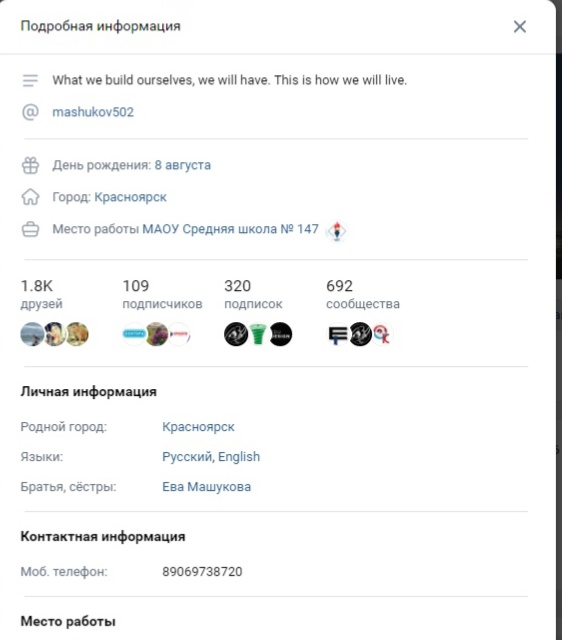 Подробная информация
What we build ourselves, we will have. This is how we will live.
mashukov502
День рождения: 8 августа
Город: Красноярск
Место работы МАОУ Средняя школа № 147
1.8K 109 320 692
друзей подписчиков подписок сообщества
Личная информация
Родной город: Красноярск
Языки: Русский, English
Братья, сёстры: Ева Машукова
Контактная информация
Моб. телефон: 89069738720
Место работы